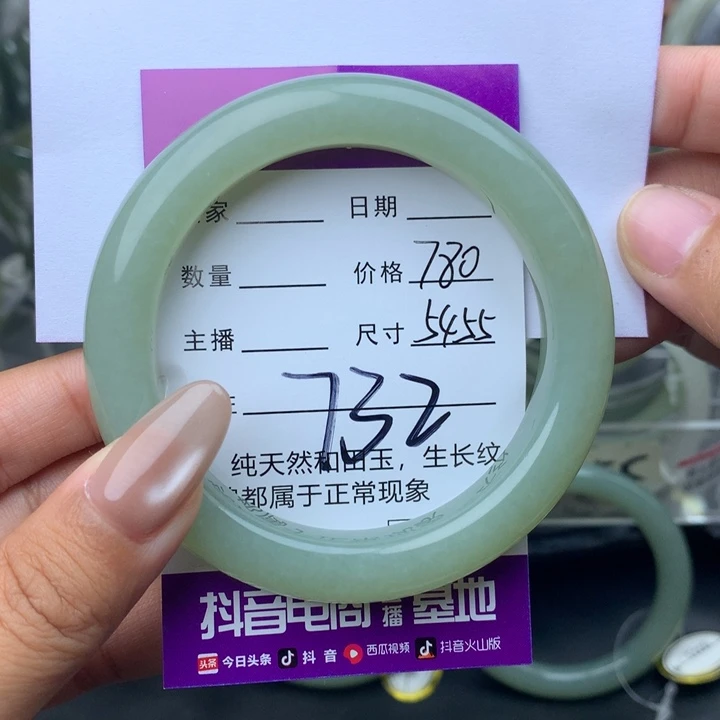 家 日期
数量 价格 780
主播 尺寸 5455
732
纯天然和田玉，生长纹
都属于正常现象
抖音电商 播 基地
头条 今日头条 抖音 西瓜视频 抖音火山版